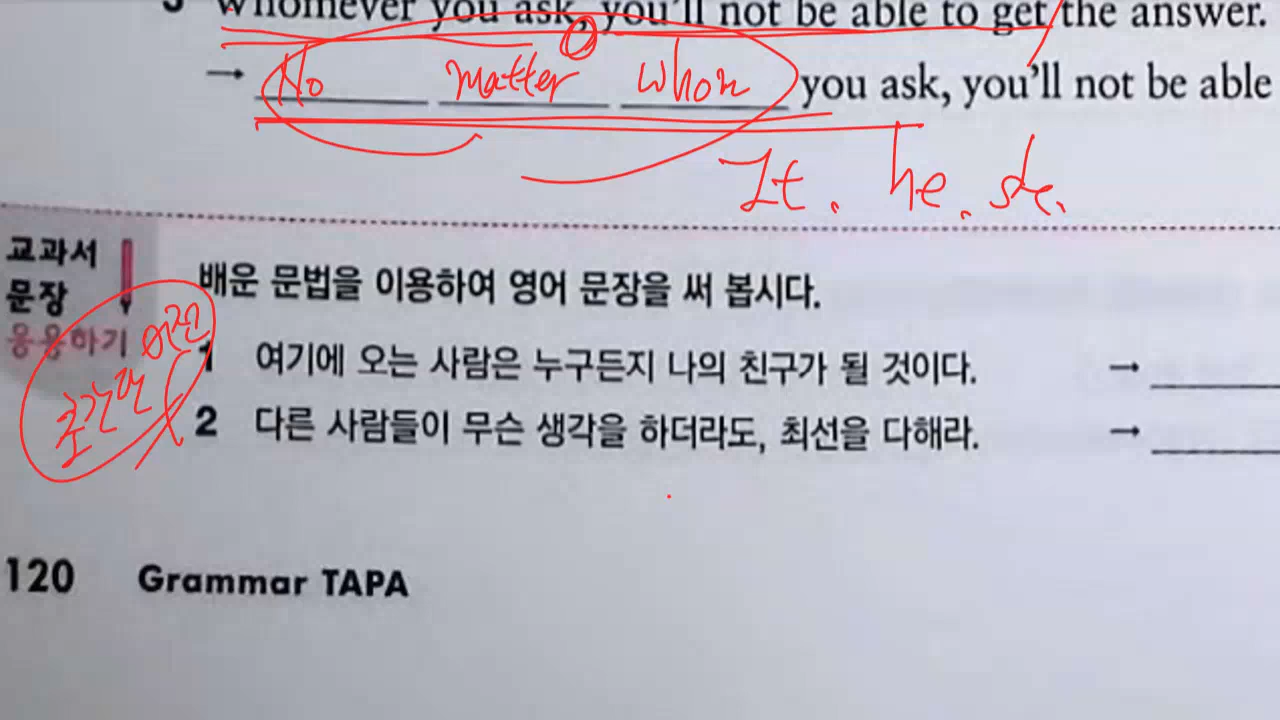 Whomever you ask, you'll not be able to get the answer.
→ No matter whom you ask, you'll not be able
It. he. she.
교과서
문장
응용하기
배운 문법을 이용하여 영어 문장을 써 봅시다.
1 여기에 오는 사람은 누구든지 나의 친구가 될 것이다. →
2 다른 사람들이 무슨 생각을 하더라도, 최선을 다해라. →
120 Grammar TAPA